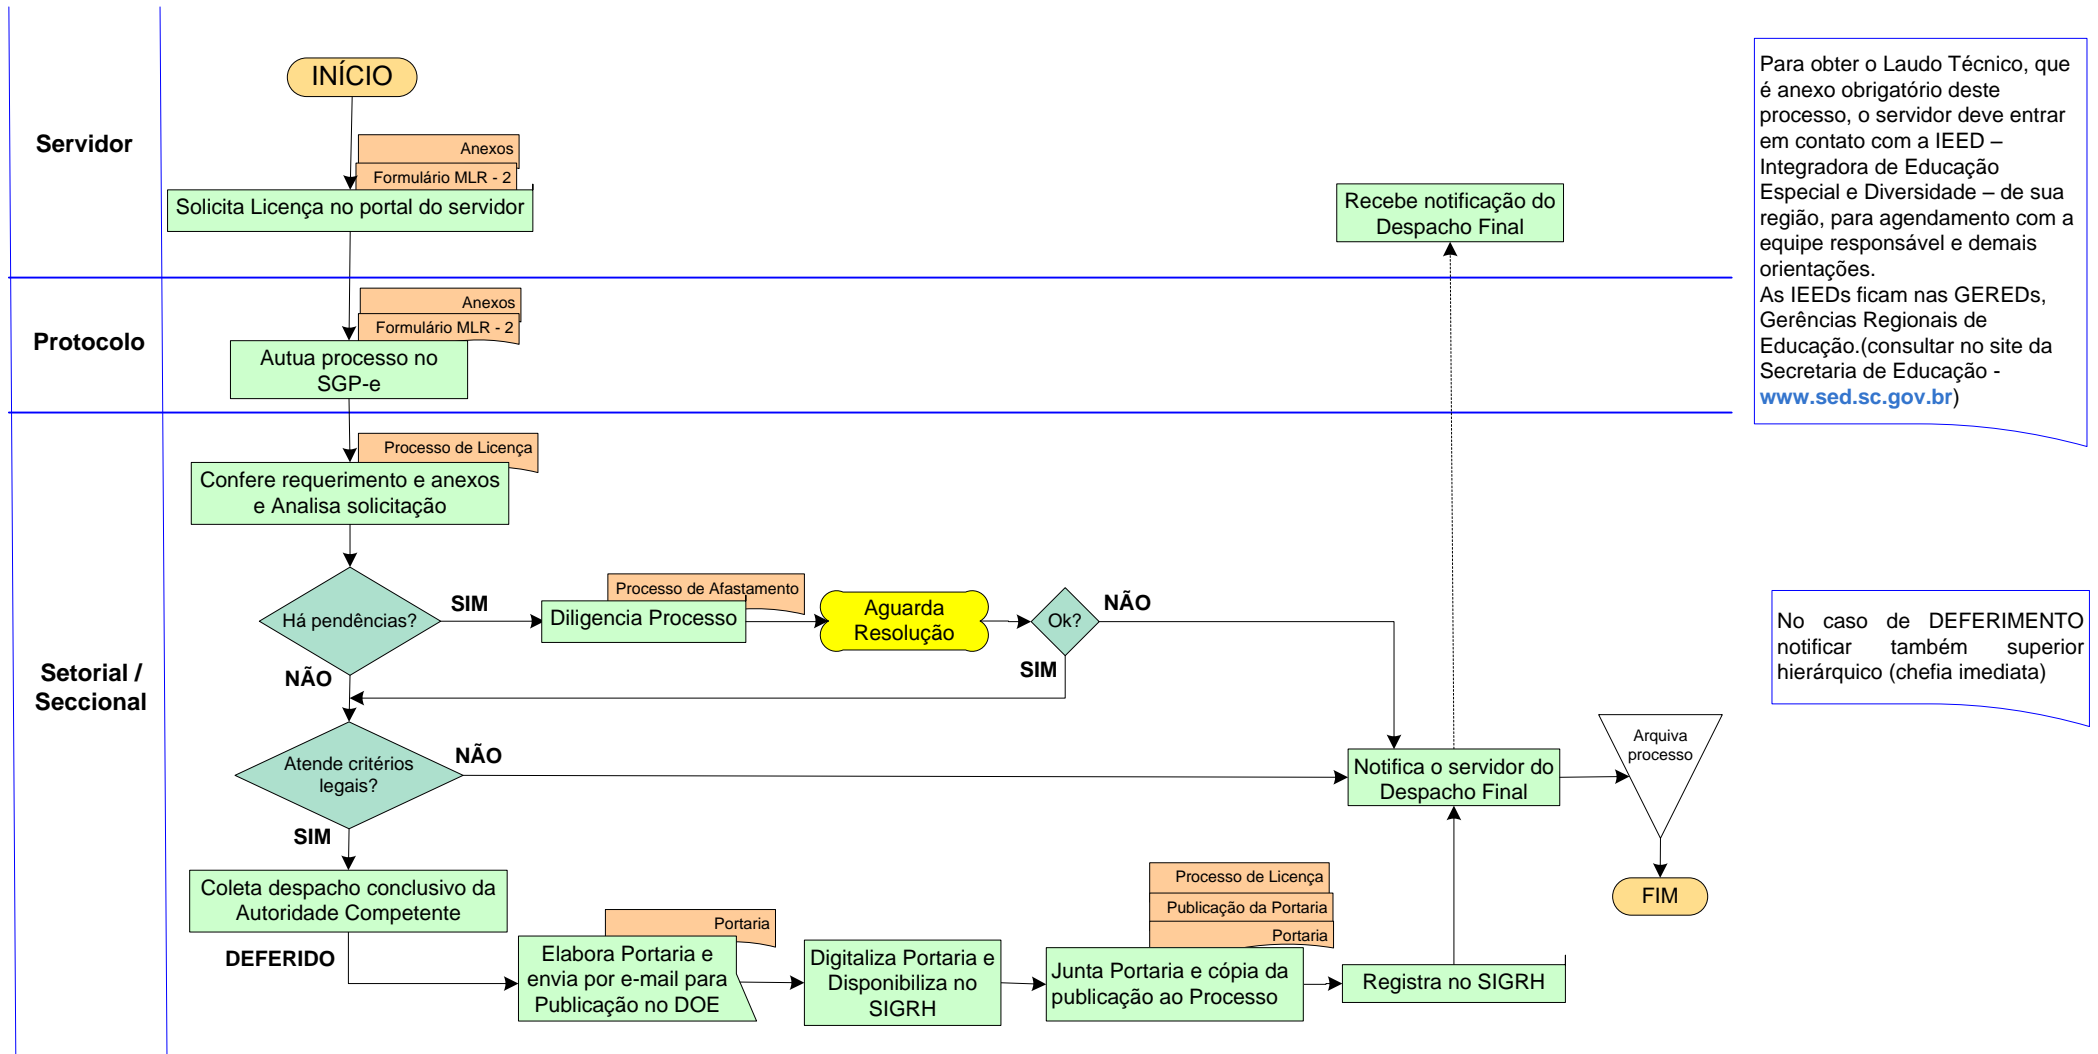 INÍCIO
Servidor
Anexos
Formulário MLR - 2
Solicita Licença no portal do servidor
Recebe notificação do
Despacho Final
Protocolo
Anexos
Formulário MLR - 2
Autua processo no
SGP-e
Setorial /
Seccional
Processo de Licença
Confere requerimento e anexos
e Analisa solicitação
Há pendências?
SIM
NÃO
Processo de Afastamento
Diligencia Processo
Aguarda
Resolução
Ok?
NÃO
SIM
Atende critérios
legais?
NÃO
SIM
Notifica o servidor do
Despacho Final
Arquiva
processo
FIM
Coleta despacho conclusivo da
Autoridade Competente
DEFERIDO
Portaria
Elabora Portaria e
envia por e-mail para
Publicação no DOE
Digitaliza Portaria e
Disponibiliza no
SIGRH
Processo de Licença
Publicação da Portaria
Portaria
Junta Portaria e cópia da
publicação ao Processo
Registra no SIGRH
Para obter o Laudo Técnico, que
é anexo obrigatório deste
processo, o servidor deve entrar
em contato com a IEED –
Integradora de Educação
Especial e Diversidade – de sua
região, para agendamento com a
equipe responsável e demais
orientações.
As IEEDs ficam nas GEREDs,
Gerências Regionais de
Educação.(consultar no site da
Secretaria de Educação -
www.sed.sc.gov.br)
No caso de DEFERIMENTO
notificar também superior
hierárquico (chefia imediata)